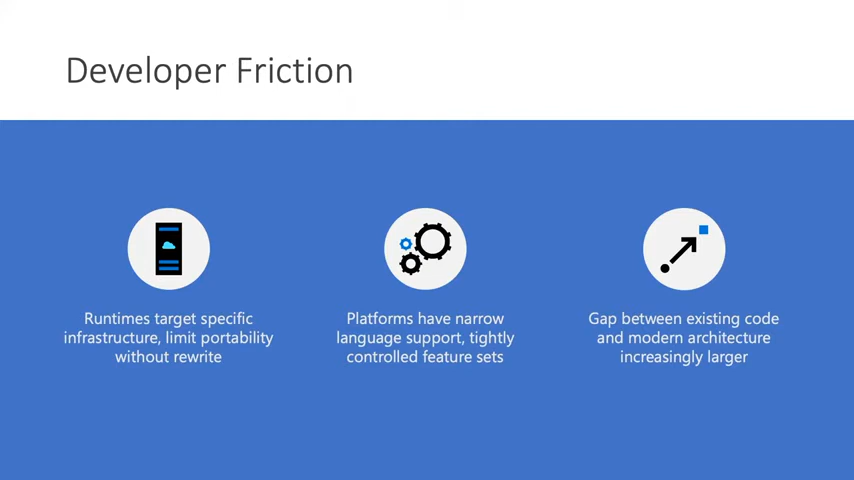 Developer Friction
Runtimes target specific
infrastructure, limit portability
without rewrite
Platforms have narrow
language support, tightly
controlled feature sets
Gap between existing code
and modern architecture
increasingly larger